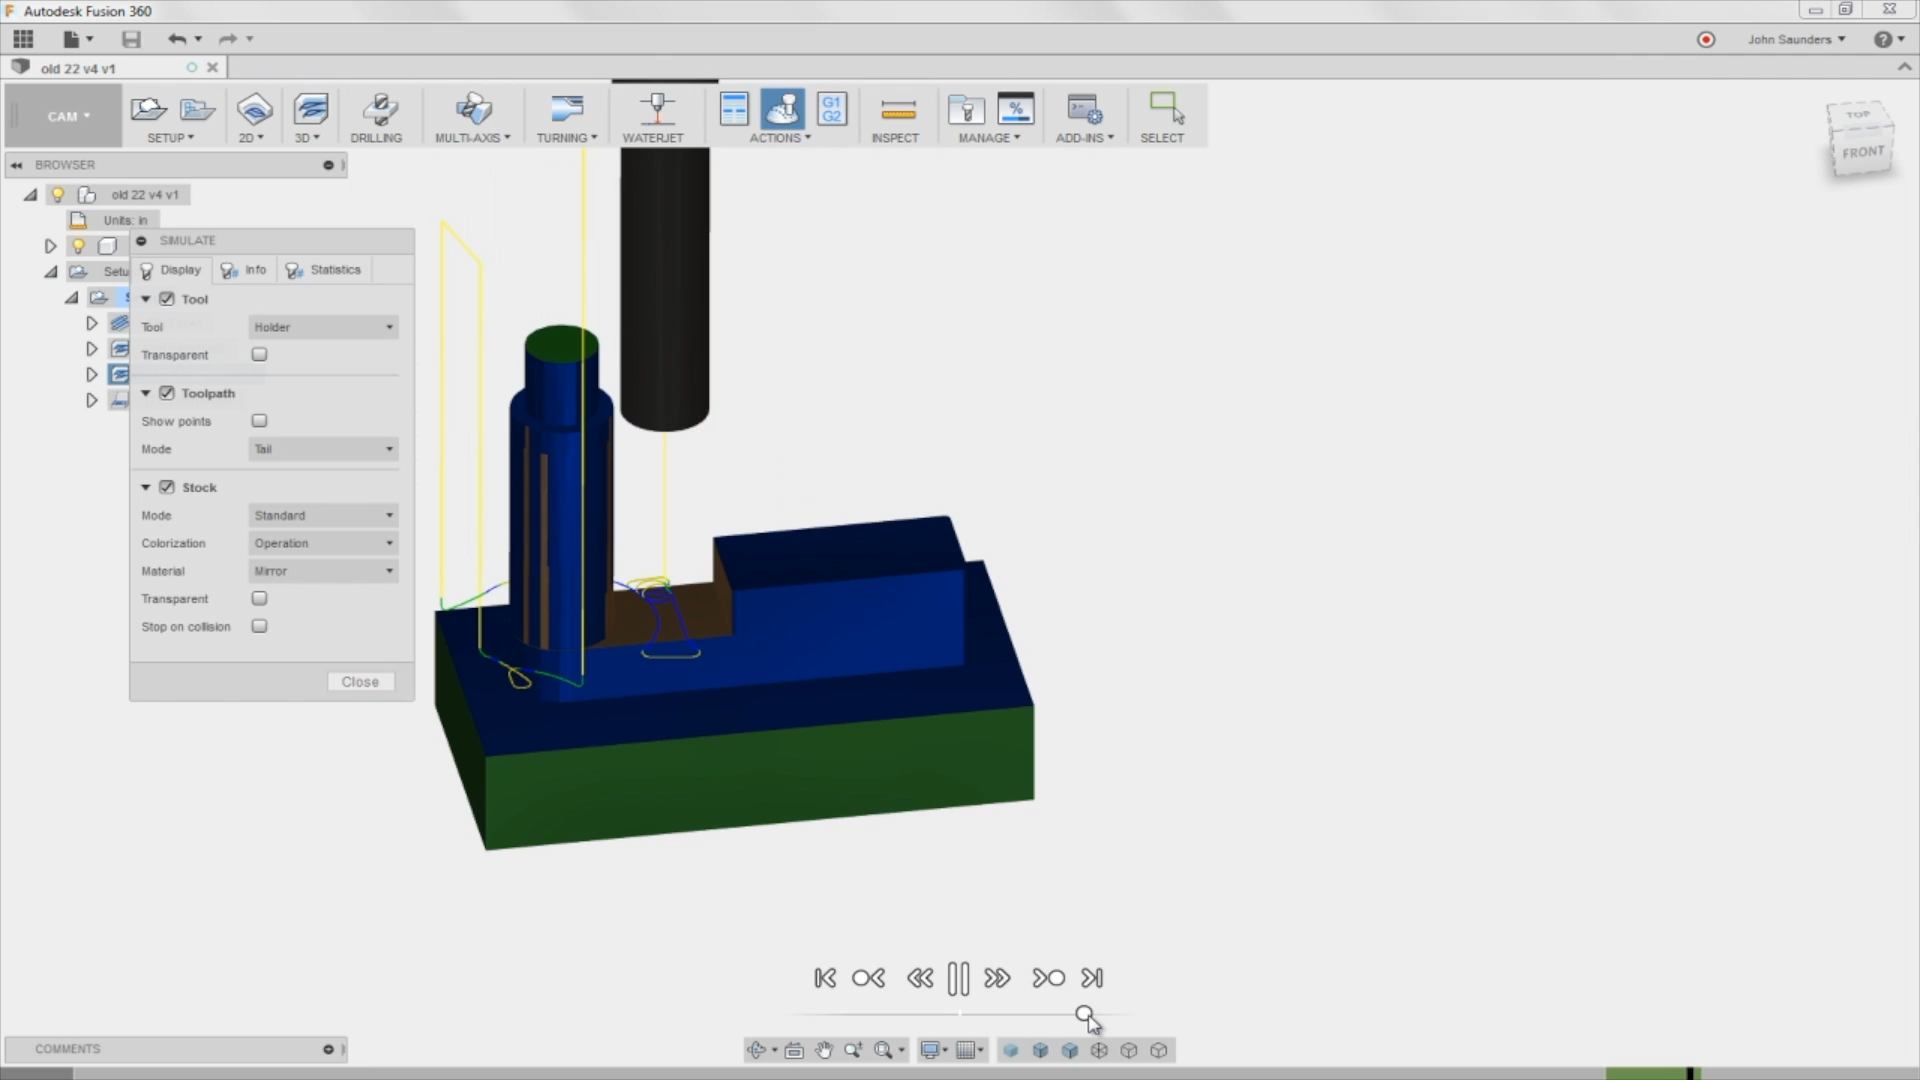 Autodesk Fusion 360
John Saunders
old 22 v4 v1
CAM
SETUP
2D
3D
DRILLING
MULTI-AXIS
TURNING
WATERJET
G1
G2
ACTIONS
INSPECT
%
MANAGE
ADD-INS
SELECT
TOP
FRONT
BROWSER
old 22 v4 v1
Units: in
SIMULATE
Setu
Display
Info
Statistics
Tool
Tool
Holder
Transparent
Toolpath
Show points
Mode
Tail
Stock
Mode
Standard
Colorization
Operation
Material
Mirror
Transparent
Stop on collision
Close
COMMENTS